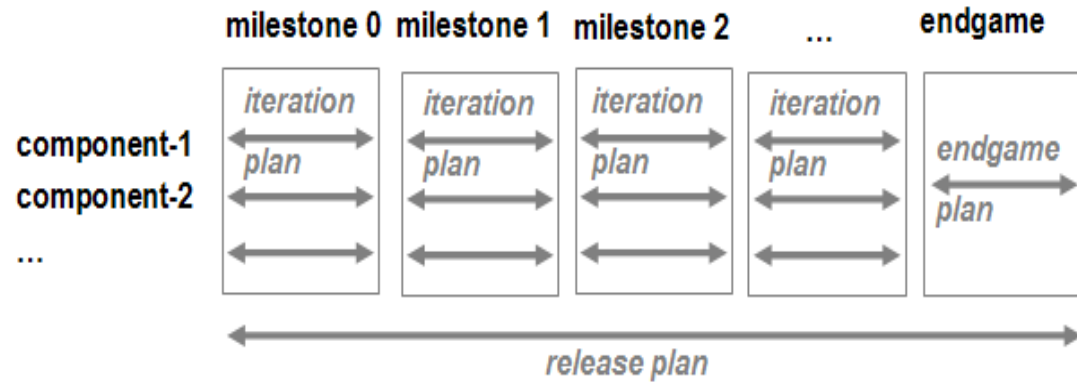 milestone 0 milestone 1 milestone 2 ... endgame
iteration iteration iteration iteration
component-1
plan plan plan plan endgame
component-2
plan
...
release plan